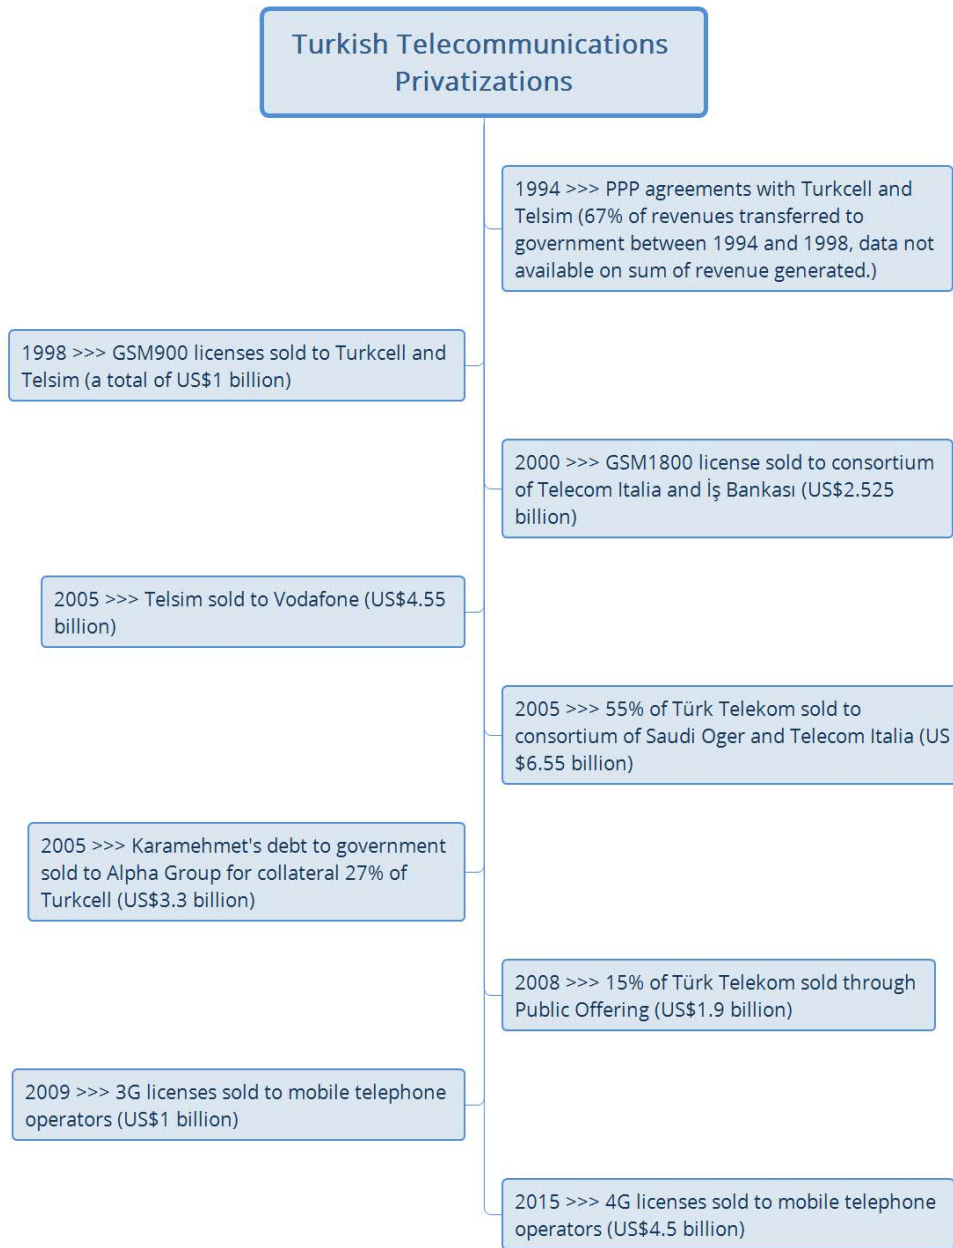 Turkish Telecommunications
Privatizations
1994 >>> PPP agreements with Turkcell and
Telsim (67% of revenues transferred to
government between 1994 and 1998, data not
available on sum of revenue generated.)
1998 >>> GSM900 licenses sold to Turkcell and
Telsim (a total of US$1 billion)
2000 >>> GSM1800 license sold to consortium
of Telecom Italia and İş Bankası (US$2.525
billion)
2005 >>> Telsim sold to Vodafone (US$4.55
billion)
2005 >>> 55% of Türk Telekom sold to
consortium of Saudi Oger and Telecom Italia (US
$6.55 billion)
2005 >>> Karamehmet's debt to government
sold to Alpha Group for collateral 27% of
Turkcell (US$3.3 billion)
2008 >>> 15% of Türk Telekom sold through
Public Offering (US$1.9 billion)
2009 >>> 3G licenses sold to mobile telephone
operators (US$1 billion)
2015 >>> 4G licenses sold to mobile telephone
operators (US$4.5 billion)